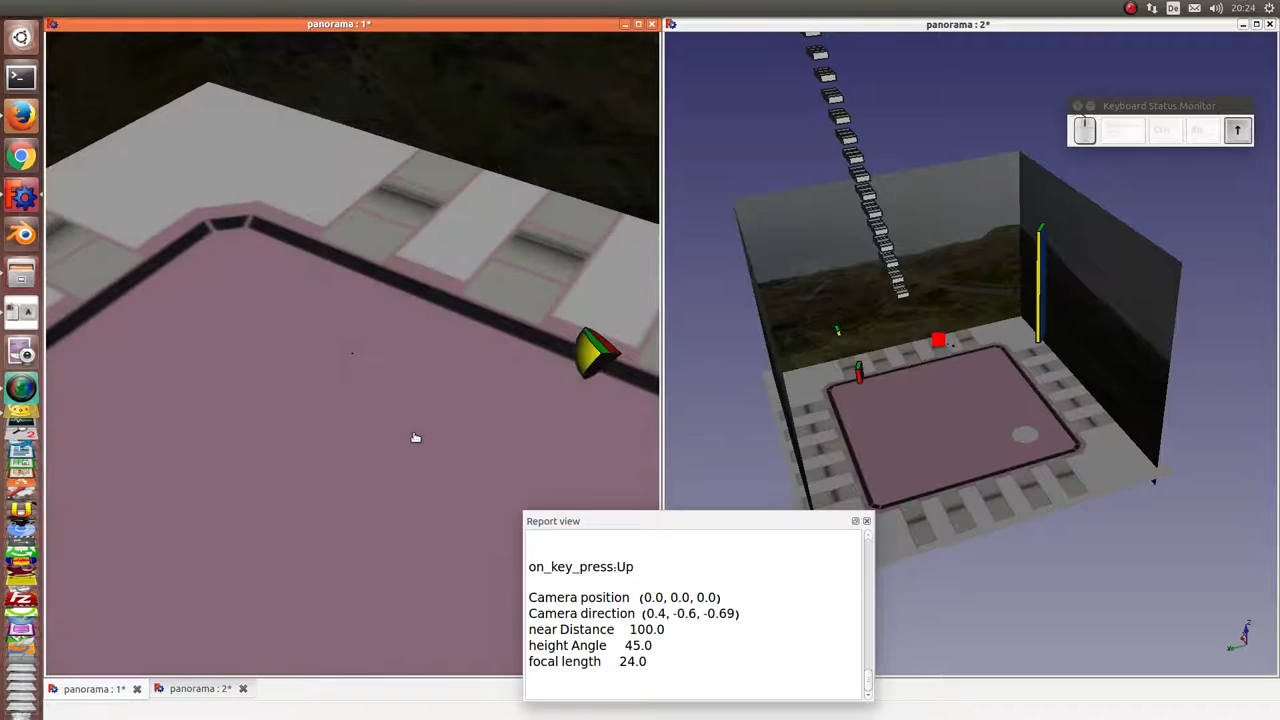 De
20:24
panorama : 1*
panorama : 2*
Keyboard Status Monitor
Report view
on_key_press:Up
Camera position (0.0, 0.0, 0.0)
Camera direction (0.4, -0.6, -0.69)
near Distance 100.0
height Angle 45.0
focal length 24.0
panorama : 1*
panorama : 2*